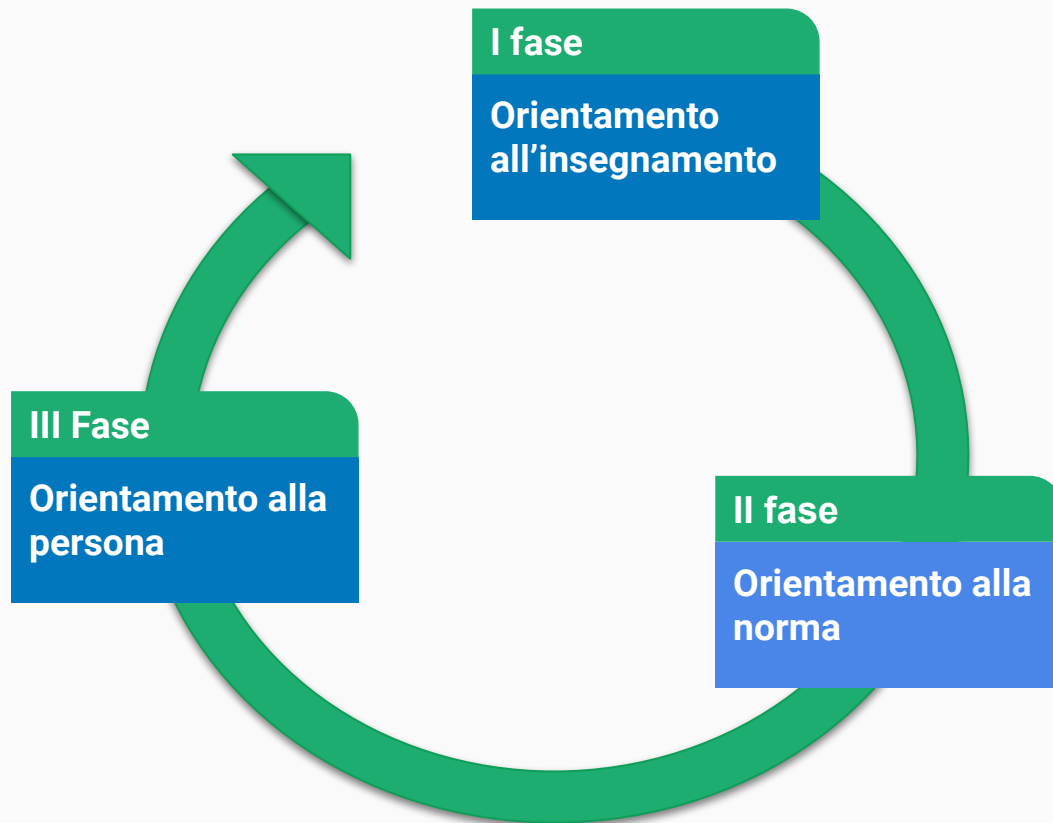 I fase
Orientamento
all’insegnamento
II fase
Orientamento alla
norma
III Fase
Orientamento alla
persona